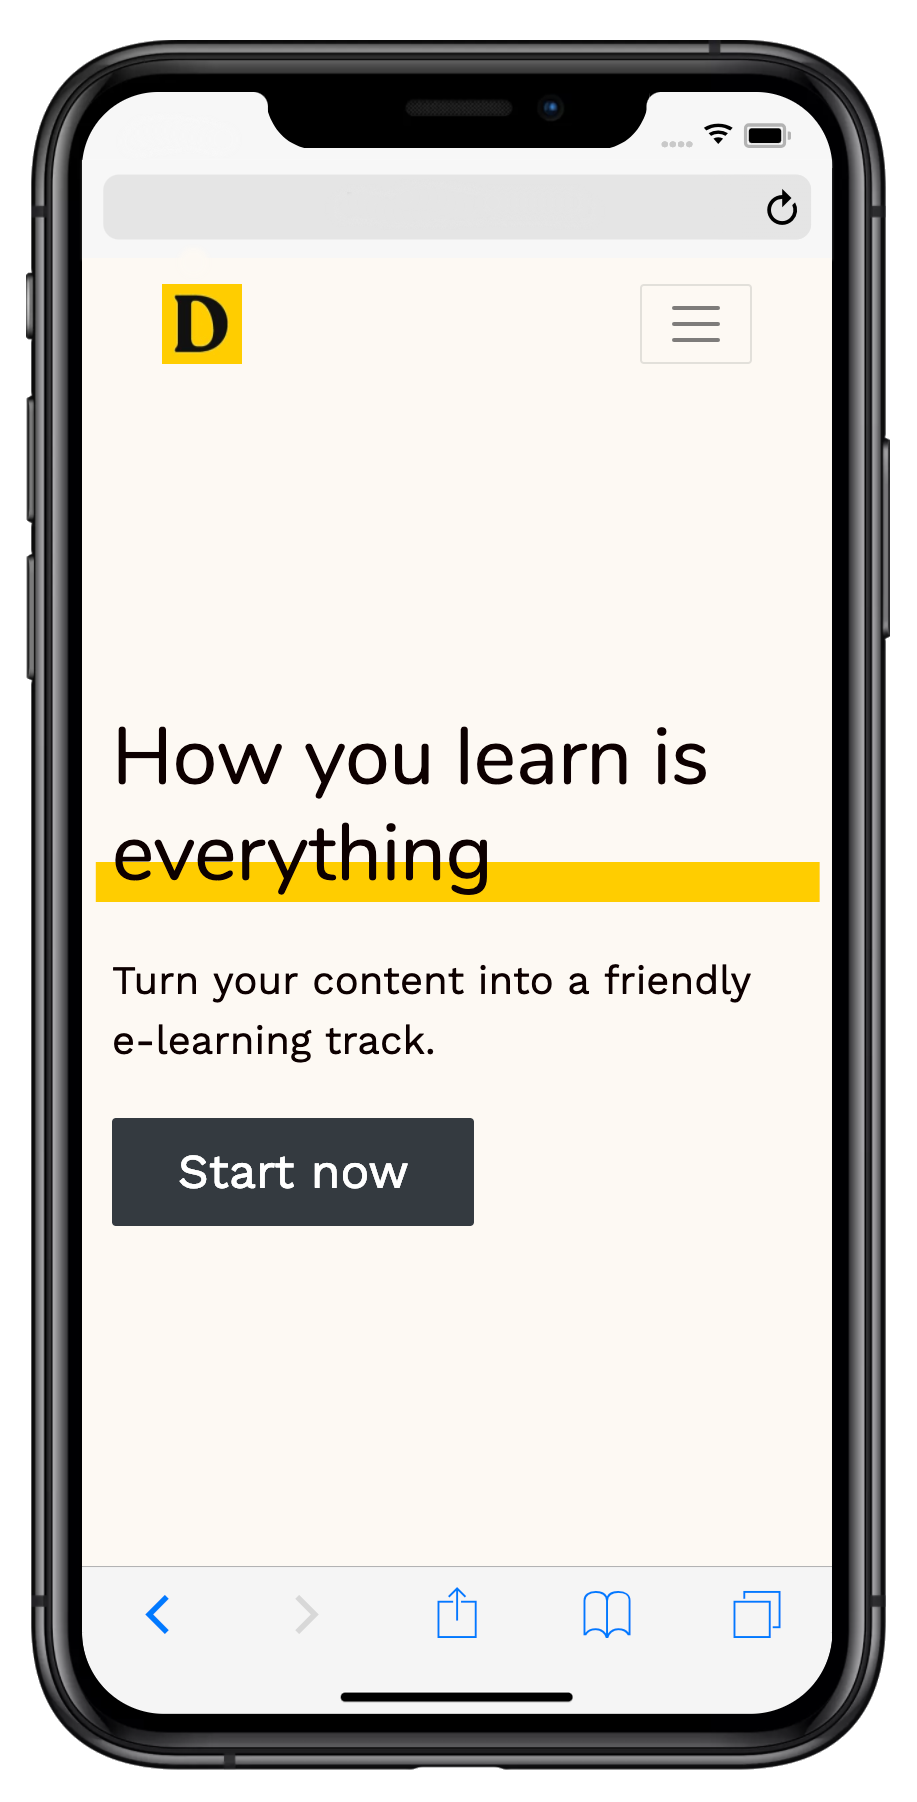 D
How you learn is
everything
Turn your content into a friendly
e-learning track.
Start now